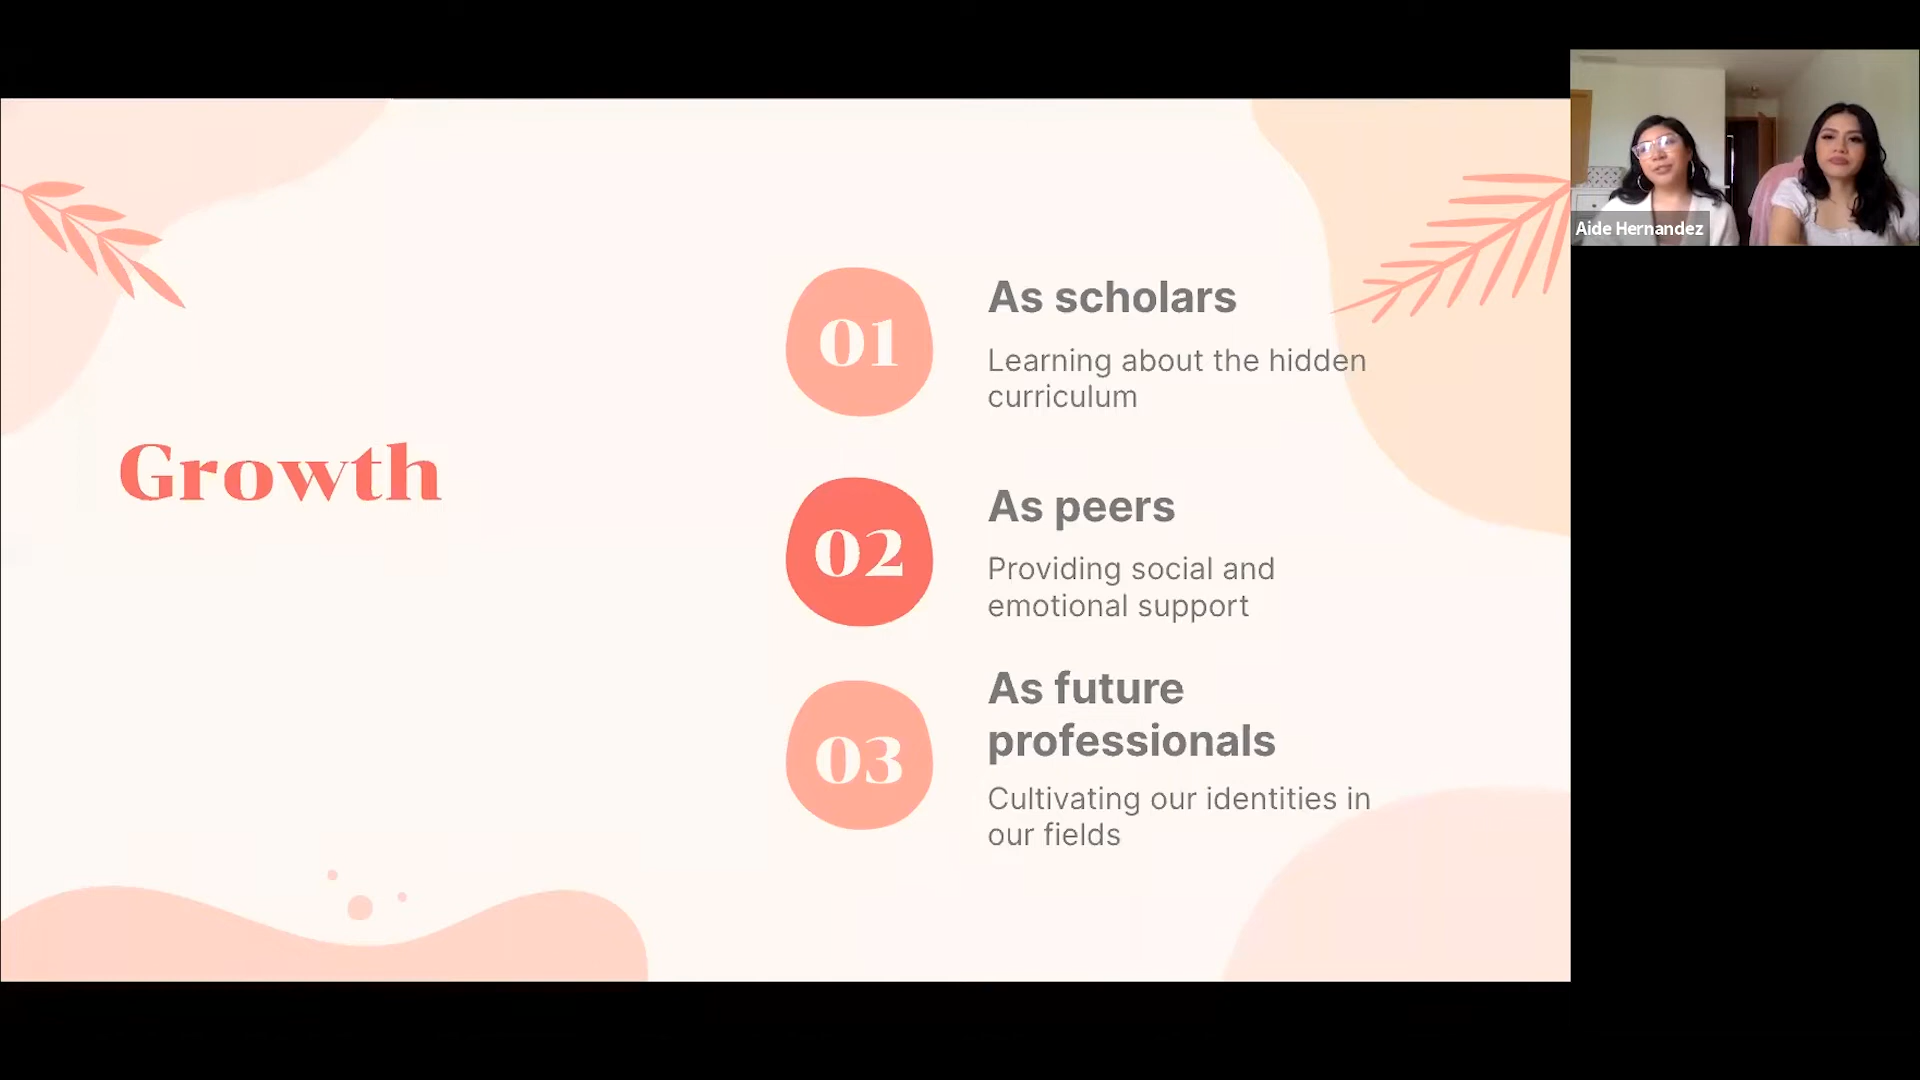 Growth
01
As scholars
Learning about the hidden
curriculum
02
As peers
Providing social and
emotional support
03
As future
professionals
Cultivating our identities in
our fields
Aide Hernandez